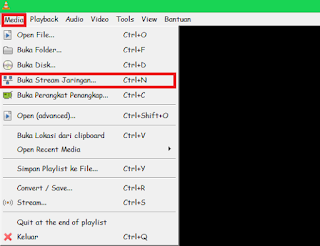 Media Playback Audio Video Tools View Bantuan
Open File... Ctrl+O
Buka Folder... Ctrl+F
Buka Disk... Ctrl+D
Buka Stream Jaringan... Ctrl+N
Buka Perangkat Penangkap... Ctrl+C
Open (advanced)... Ctrl+Shift+O
Buka Lokasi dari clipboard Ctrl+V
Open Recent Media
Simpan Playlist ke File... Ctrl+Y
Convert / Save... Ctrl+R
Stream... Ctrl+S
Quit at the end of playlist
Keluar Ctrl+Q